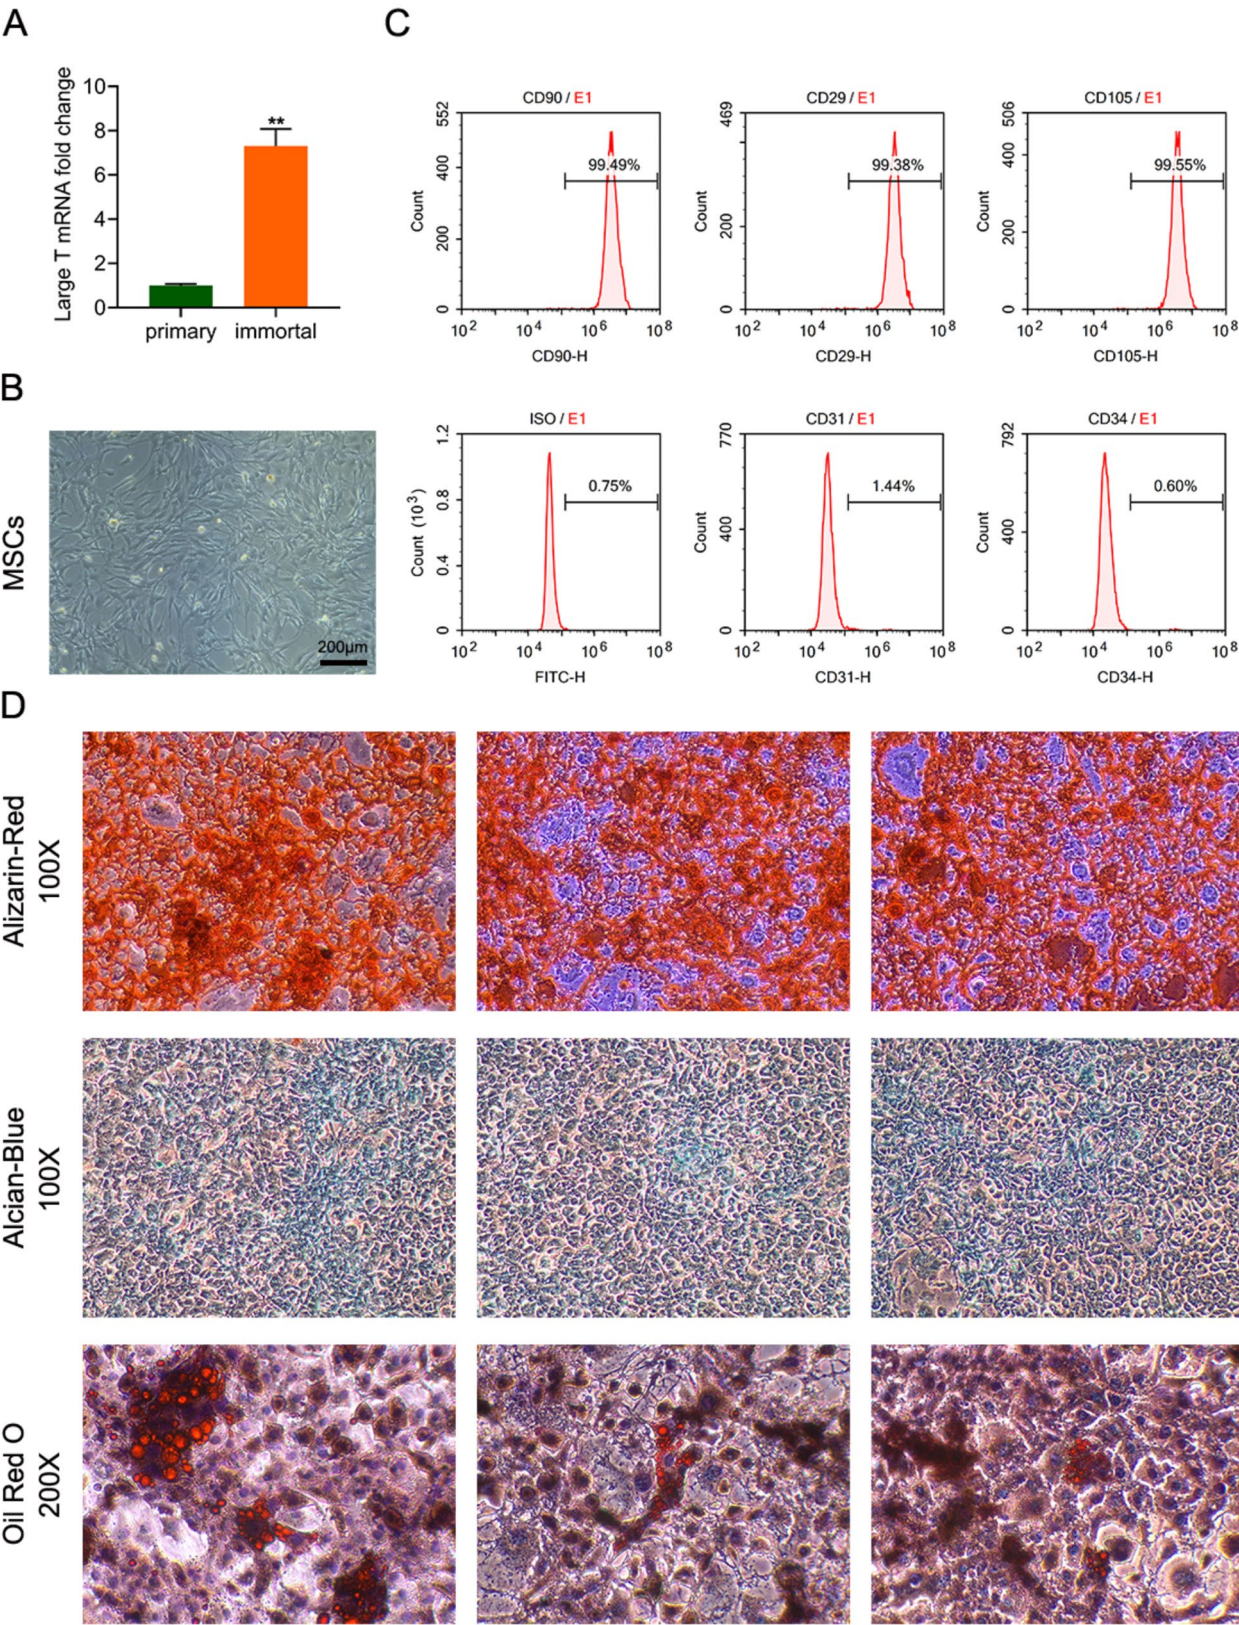 A
Large T mRNA fold change
10
8
6
4
2
0
**
primary
immortal
B
MSCs
200μm
C
CD90 / E1
552
400
200
0
Count
99.49%
10² 10⁴ 10⁶ 10⁸
CD90-H
CD29 / E1
469
200
0
Count
99.38%
10² 10⁴ 10⁶ 10⁸
CD29-H
CD105 / E1
506
400
200
0
Count
99.55%
10² 10⁴ 10⁶ 10⁸
CD105-H
ISO / E1
1.2
0.8
0.4
0
Count (10³)
0.75%
10² 10⁴ 10⁶ 10⁸
FITC-H
CD31 / E1
770
400
0
Count
1.44%
10² 10⁴ 10⁶ 10⁸
CD31-H
CD34 / E1
792
400
0
Count
0.60%
10² 10⁴ 10⁶ 10⁸
CD34-H
D
Alizarin-Red
100X
Alcian-Blue
100X
Oil Red O
200X